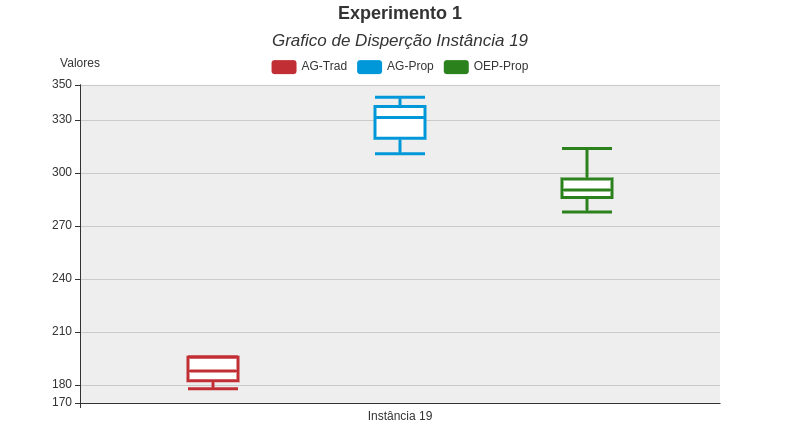 Experimento 1
Grafico de Disperção Instância 19
Valores
AG-Trad AG-Prop OEP-Prop
350
330
300
270
240
210
180
170
Instância 19